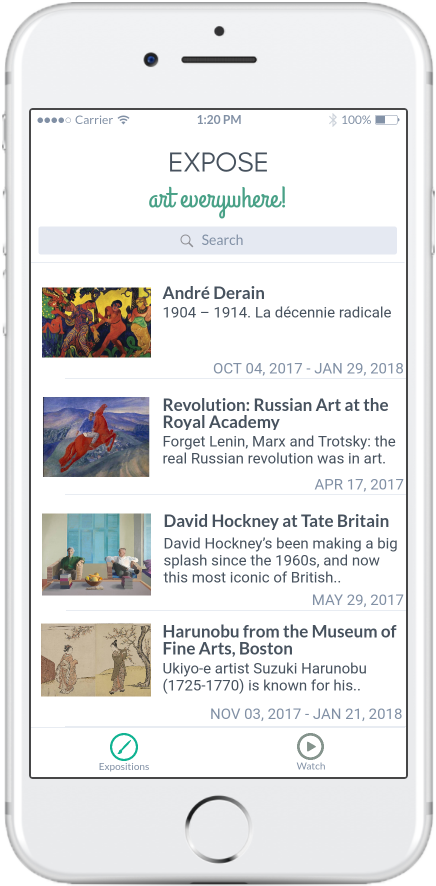 Carrier 1:20 PM 100%
EXPOSE
art everywhere!
Search
André Derain
1904 – 1914. La décennie radicale
OCT 04, 2017 - JAN 29, 2018
Revolution: Russian Art at the
Royal Academy
Forget Lenin, Marx and Trotsky: the
real Russian revolution was in art.
APR 17, 2017
David Hockney at Tate Britain
David Hockney’s been making a big
splash since the 1960s, and now
this most iconic of British..
MAY 29, 2017
Harunobu from the Museum of
Fine Arts, Boston
Ukiyo-e artist Suzuki Harunobu
(1725-1770) is known for his..
NOV 03, 2017 - JAN 21, 2018
Expositions Watch